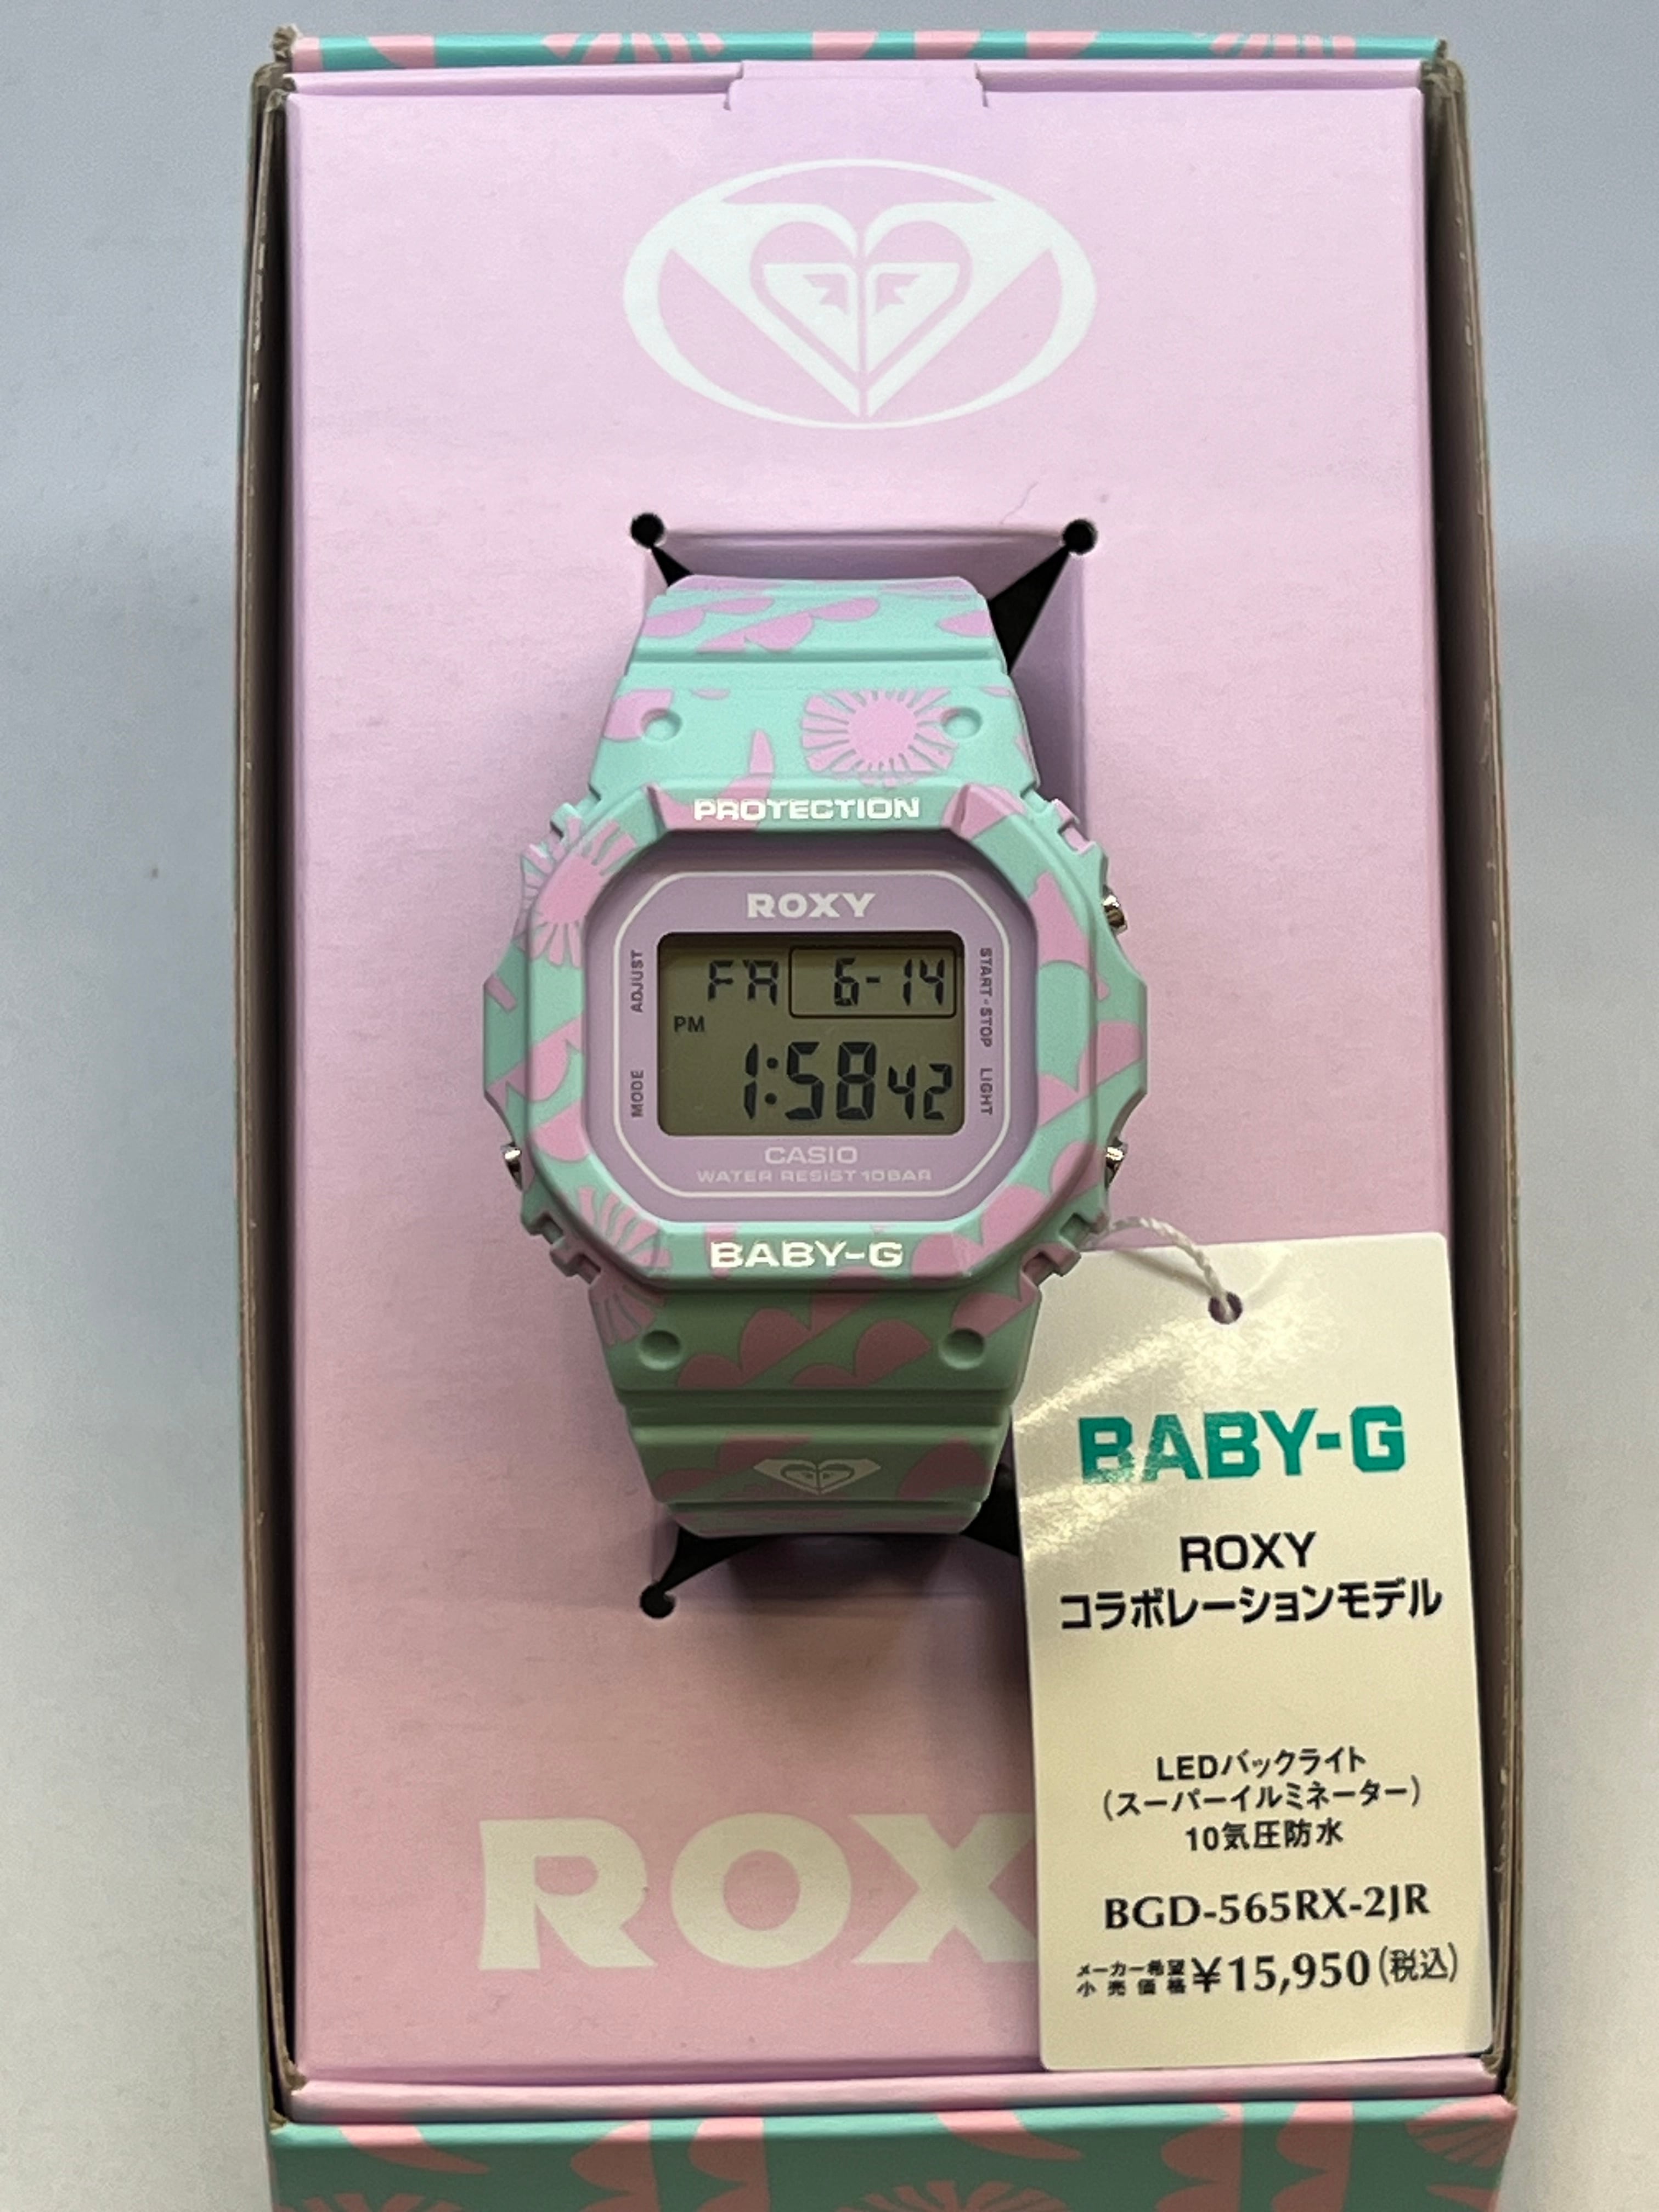 PROTECTION
ROXY
ADJUST
MODE
START-STOP
LIGHT
FR 6-14
PM
1:58 42
CASIO
WATER RESIST 10BAR
BABY-G
ROX
BABY-G
ROXY
コラボレーションモデル
LEDバックライト
(スーパーイルミネーター)
10気圧防水
BGD-565RX-2JR
メーカー希望
小売価格 ¥15,950(税込)